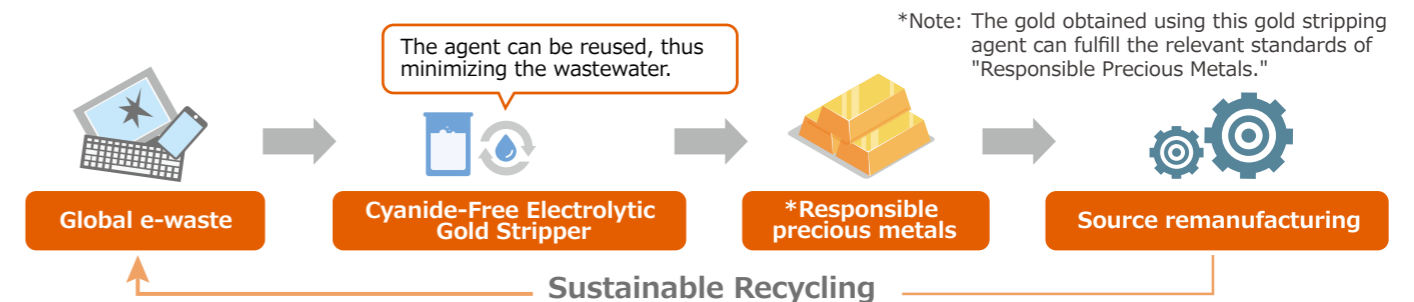 *Note: The gold obtained using this gold stripping
agent can fulfill the relevant standards of
"Responsible Precious Metals."
The agent can be reused, thus
minimizing the wastewater.
Global e-waste
Cyanide-Free Electrolytic
Gold Stripper
*Responsible
precious metals
Source remanufacturing
Sustainable Recycling